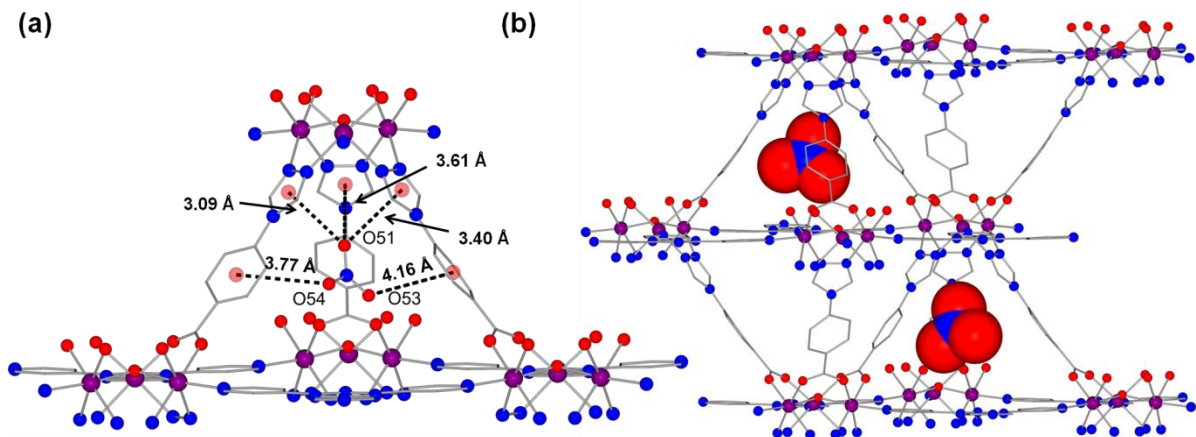 (a)
(b)
3.61 Å
3.09 Å
O51
3.40 Å
3.77 Å
4.16 Å
O54
O53